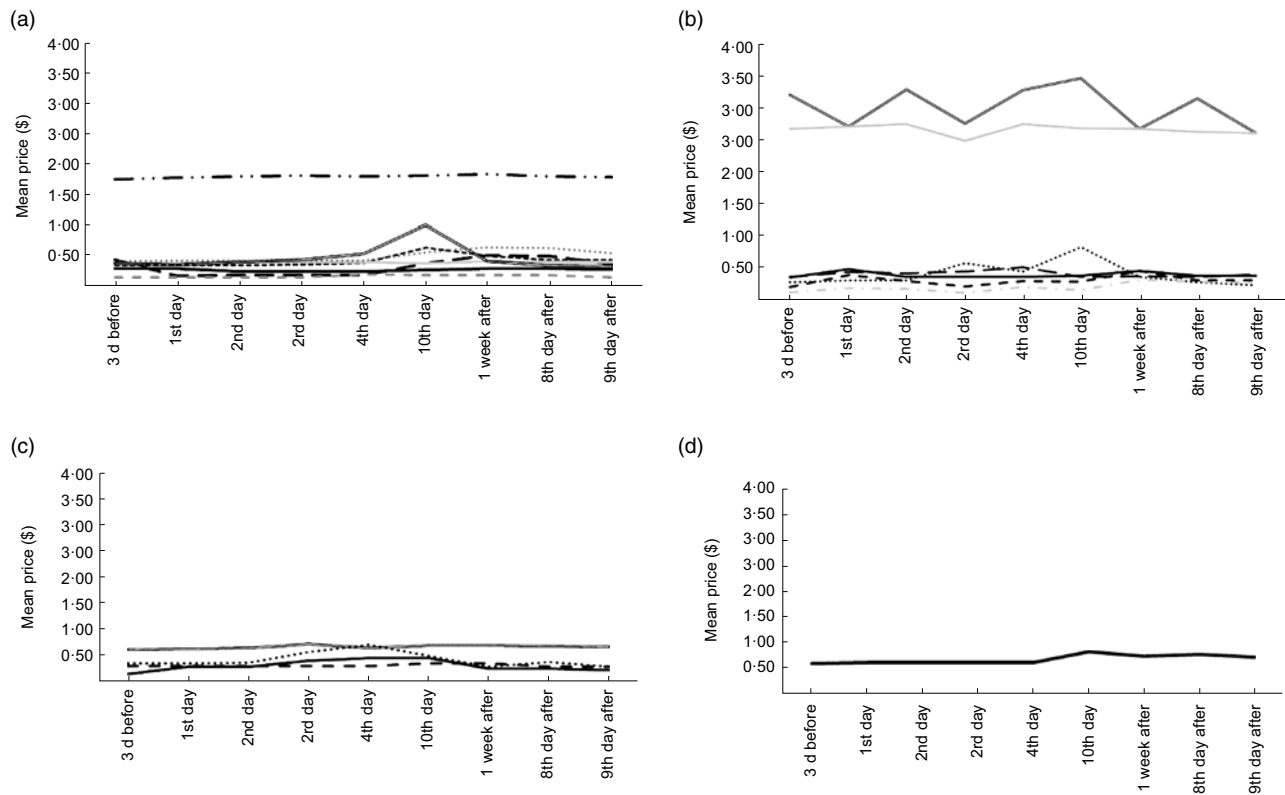 (a)
Mean price ($)
4·00
3·50
3·00
3·00
2·00
1·50
1·00
0·50
3 d before
1st day
2nd day
2rd day
4th day
10th day
1 week after
8th day after
9th day after
(b)
Mean price ($)
4·00
3·50
3·00
3·00
2·00
1·50
1·00
0·50
3 d before
1st day
2nd day
2rd day
4th day
10th day
1 week after
8th day after
9th day after
(c)
Mean price ($)
4·00
3·50
3·00
3·00
2·00
1·50
1·00
0·50
3 d before
1st day
2nd day
2rd day
4th day
10th day
1 week after
8th day after
9th day after
(d)
Mean price ($)
4·00
3·50
3·00
3·00
2·00
1·50
1·00
0·50
3 d before
1st day
2nd day
2rd day
4th day
10th day
1 week after
8th day after
9th day after